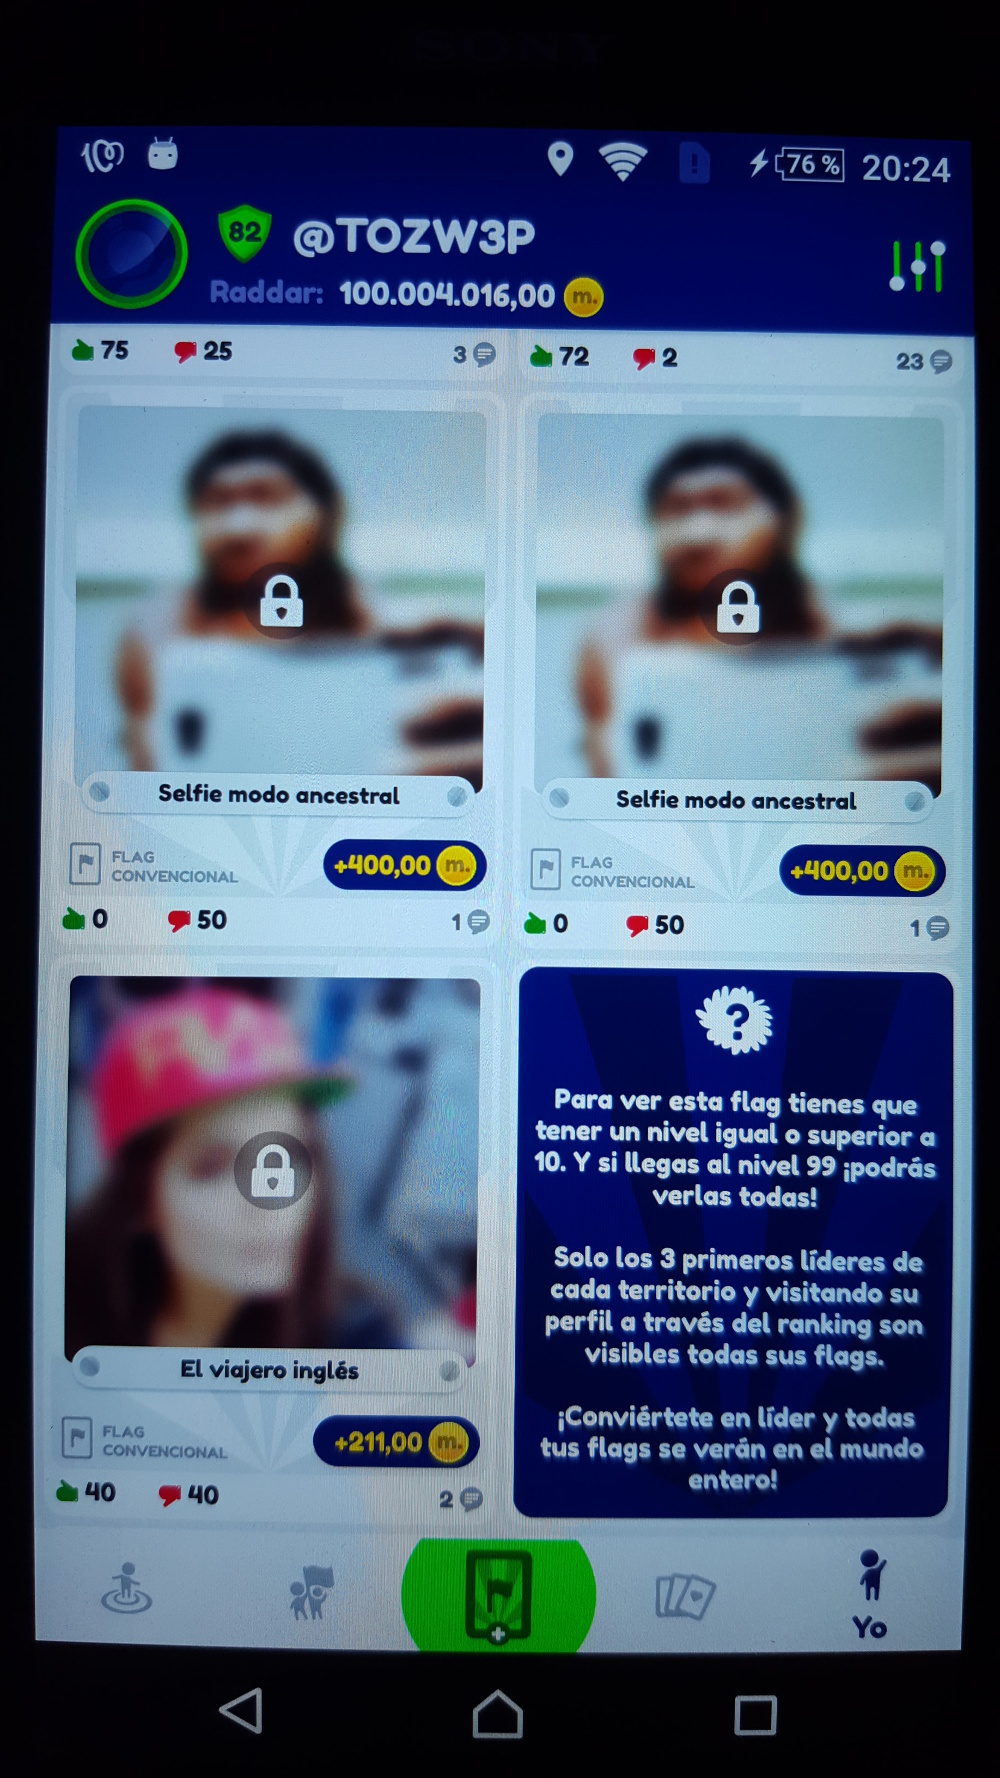 SONY
76 %
20:24
82
@TOZW3P
Raddar: 100.004.016,00 m.
75
25
3
72
2
23
Selfie modo ancestral
FLAG
CONVENCIONAL
+400,00 m.
0
50
1
Selfie modo ancestral
FLAG
CONVENCIONAL
+400,00 m.
0
50
1
El viajero inglés
FLAG
CONVENCIONAL
+211,00 m.
40
40
2
?
Para ver esta flag tienes que
tener un nivel igual o superior a
10. Y si llegas al nivel 99 ¡podrás
verlas todas!
Solo los 3 primeros líderes de
cada territorio y visitando su
perfil a través del ranking son
visibles todas sus flags.
¡Conviértete en líder y todas
tus flags se verán en el mundo
entero!
Yo